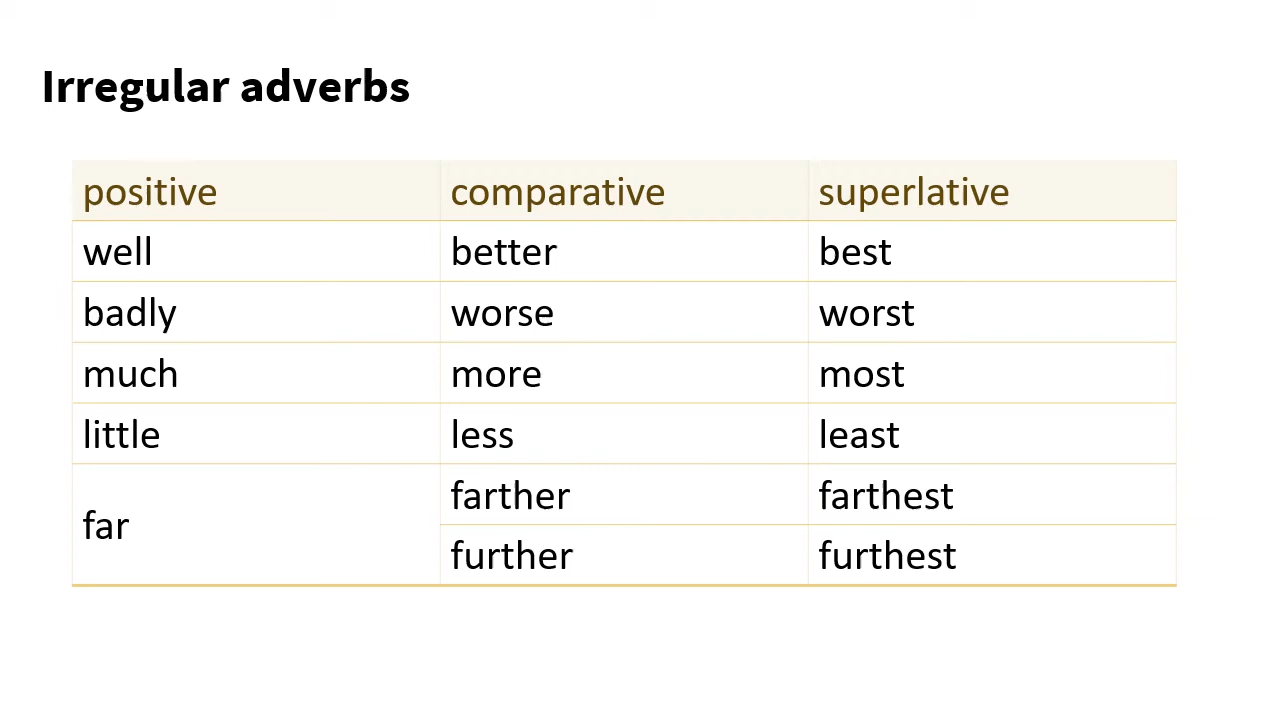 Irregular adverbs
positive comparative superlative
well better best
badly worse worst
much more most
little less least
far farther farthest
further furthest